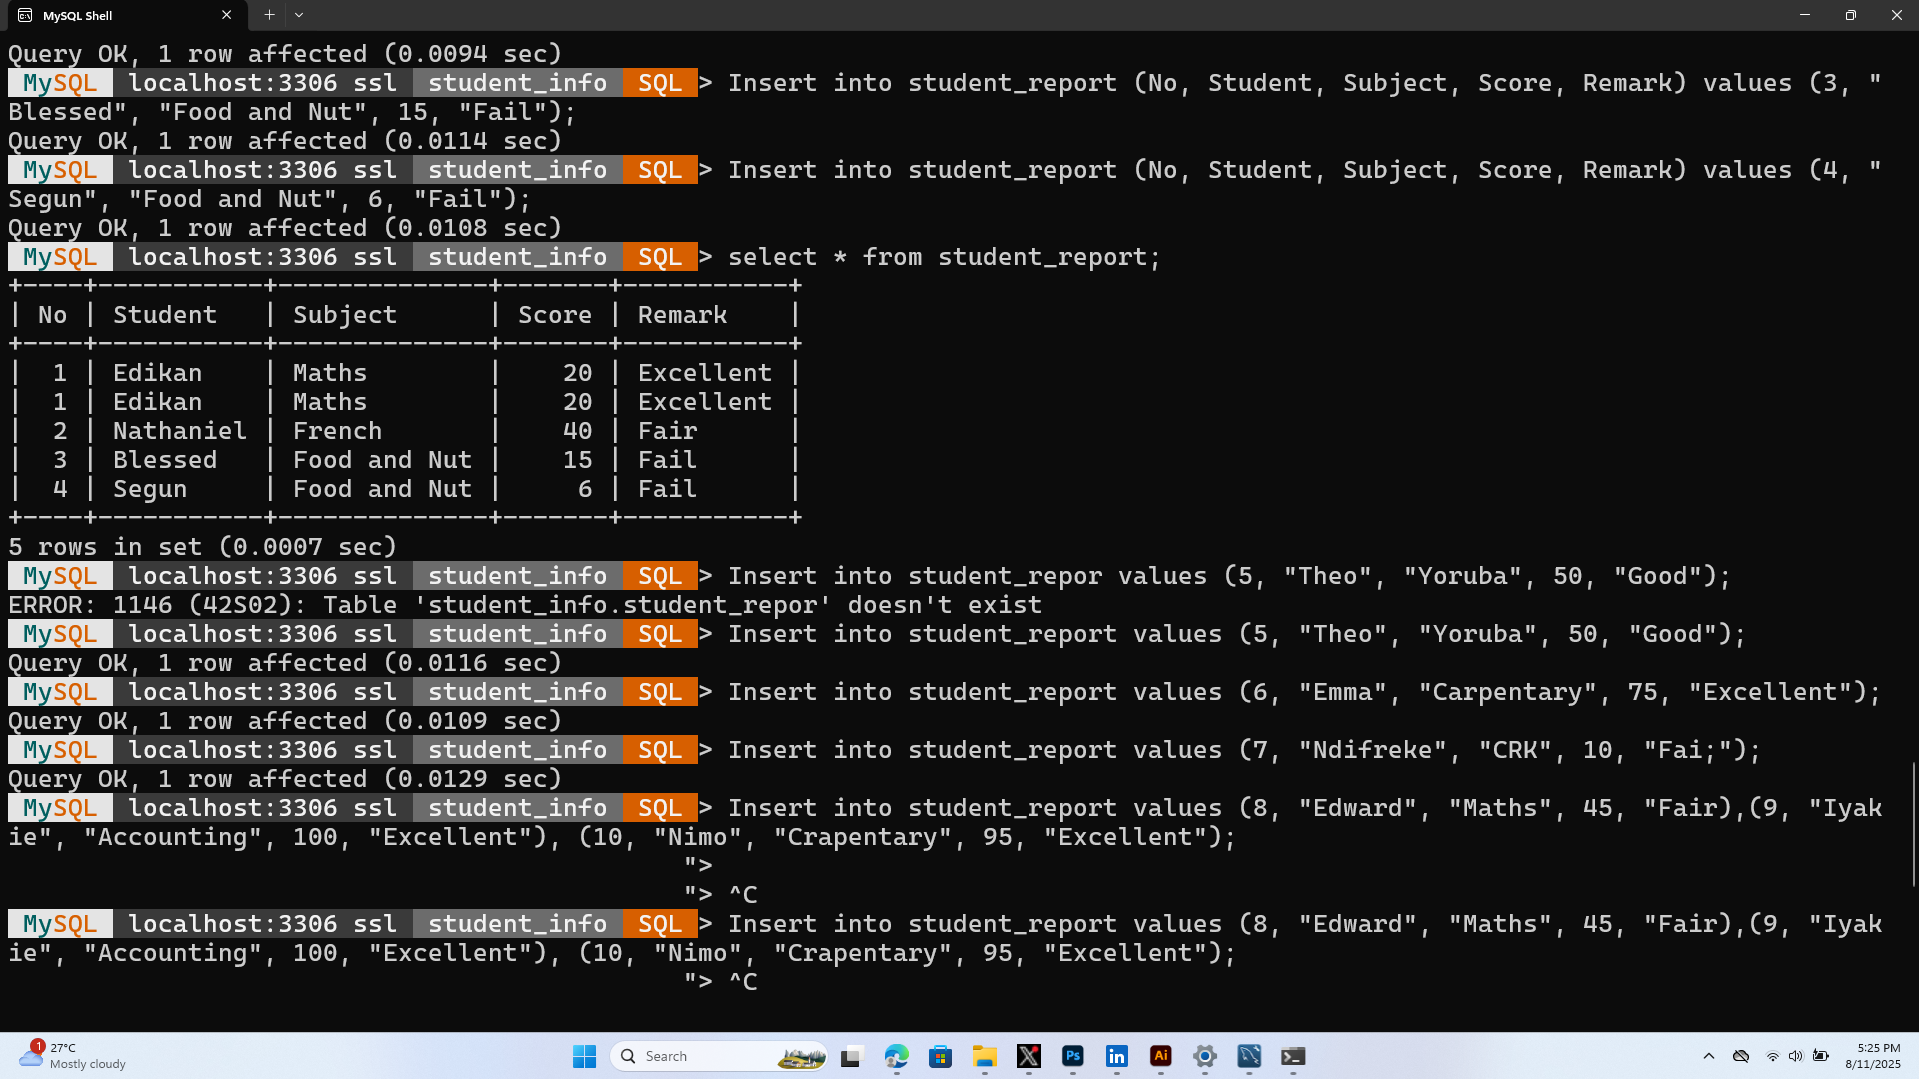 MySQL Shell
Query OK, 1 row affected (0.0094 sec)
MySQL localhost:3306 ssl student_info SQL > Insert into student_report (No, Student, Subject, Score, Remark) values (3, "
Blessed", "Food and Nut", 15, "Fail");
Query OK, 1 row affected (0.0114 sec)
MySQL localhost:3306 ssl student_info SQL > Insert into student_report (No, Student, Subject, Score, Remark) values (4, "
Segun", "Food and Nut", 6, "Fail");
Query OK, 1 row affected (0.0108 sec)
MySQL localhost:3306 ssl student_info SQL > select * from student_report;
+----+-----------+--------------+-------+-----------+
| No | Student   | Subject      | Score | Remark    |
+----+-----------+--------------+-------+-----------+
|  1 | Edikan    | Maths        |    20 | Excellent |
|  1 | Edikan    | Maths        |    20 | Excellent |
|  2 | Nathaniel | French       |    40 | Fair      |
|  3 | Blessed   | Food and Nut |    15 | Fail      |
|  4 | Segun     | Food and Nut |     6 | Fail      |
+----+-----------+--------------+-------+-----------+
5 rows in set (0.0007 sec)
MySQL localhost:3306 ssl student_info SQL > Insert into student_repor values (5, "Theo", "Yoruba", 50, "Good");
ERROR: 1146 (42S02): Table 'student_info.student_repor' doesn't exist
MySQL localhost:3306 ssl student_info SQL > Insert into student_report values (5, "Theo", "Yoruba", 50, "Good");
Query OK, 1 row affected (0.0116 sec)
MySQL localhost:3306 ssl student_info SQL > Insert into student_report values (6, "Emma", "Carpentary", 75, "Excellent");
Query OK, 1 row affected (0.0109 sec)
MySQL localhost:3306 ssl student_info SQL > Insert into student_report values (7, "Ndifreke", "CRK", 10, "Fai;");
Query OK, 1 row affected (0.0129 sec)
MySQL localhost:3306 ssl student_info SQL > Insert into student_report values (8, "Edward", "Maths", 45, "Fair),(9, "Iyak
ie", "Accounting", 100, "Excellent"), (10, "Nimo", "Crapentary", 95, "Excellent");
">
"> ^C
MySQL localhost:3306 ssl student_info SQL > Insert into student_report values (8, "Edward", "Maths", 45, "Fair),(9, "Iyak
ie", "Accounting", 100, "Excellent"), (10, "Nimo", "Crapentary", 95, "Excellent");
"> ^C
1
27°C
Mostly cloudy
Search
Ps
in
Ai
5:25 PM
8/11/2025